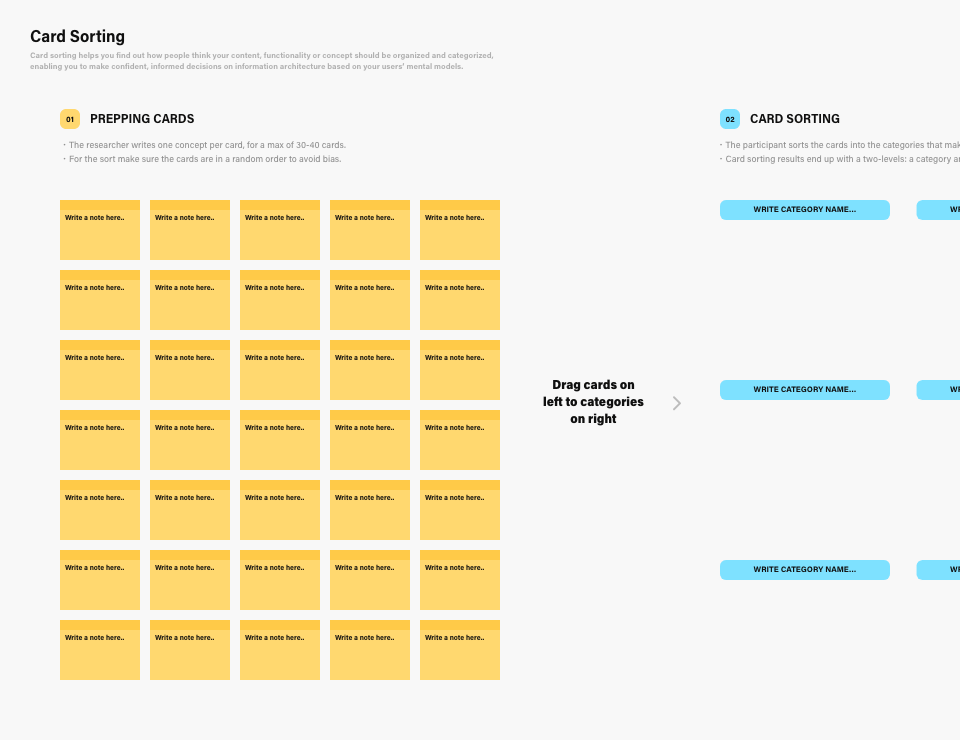 Card Sorting
Card sorting helps you find out how people think your content, functionality or concept should be organized and categorized,
enabling you to make confident, informed decisions on information architecture based on your users' mental models.
01 PREPPING CARDS
· The researcher writes one concept per card, for a max of 30-40 cards.
· For the sort make sure the cards are in a random order to avoid bias.
Write a note here.. Write a note here.. Write a note here.. Write a note here.. Write a note here..
Write a note here.. Write a note here.. Write a note here.. Write a note here.. Write a note here..
Write a note here.. Write a note here.. Write a note here.. Write a note here.. Write a note here..
Write a note here.. Write a note here.. Write a note here.. Write a note here.. Write a note here..
Write a note here.. Write a note here.. Write a note here.. Write a note here.. Write a note here..
Write a note here.. Write a note here.. Write a note here.. Write a note here.. Write a note here..
Write a note here.. Write a note here.. Write a note here.. Write a note here.. Write a note here..
Drag cards on
left to categories
on right
02 CARD SORTING
· The participant sorts the cards into the categories that
· Card sorting results end up with a two-levels: a category
WRITE CATEGORY NAME...
WRITE CATEGORY NAME...
WRITE CATEGORY NAME...